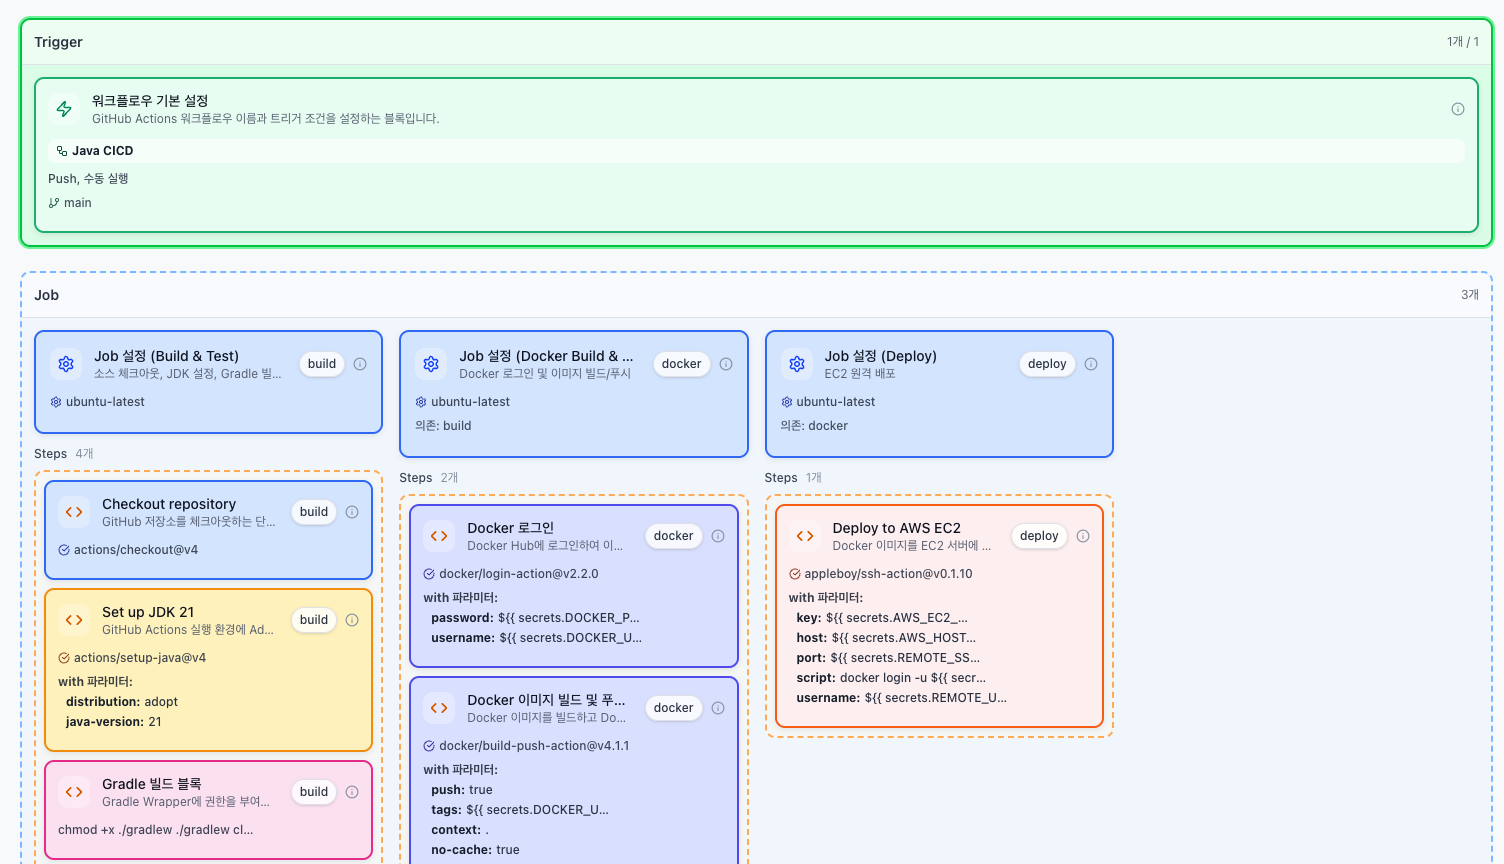 Trigger
1개 / 1
워크플로우 기본 설정
GitHub Actions 워크플로우 이름과 트리거 조건을 설정하는 블록입니다.
Java CICD
Push, 수동 실행
main
Job
3개
Job 설정 (Build & Test)
소스 체크아웃, JDK 설정, Gradle 빌...
build
ubuntu-latest
Steps 4개
Checkout repository
GitHub 저장소를 체크아웃하는 단...
build
actions/checkout@v4
Set up JDK 21
GitHub Actions 실행 환경에 Ad...
build
actions/setup-java@v4
with 파라미터:
distribution: adopt
java-version: 21
Gradle 빌드 블록
Gradle Wrapper에 권한을 부여...
build
chmod +x ./gradlew ./gradlew cl...
Job 설정 (Docker Build & ...
Docker 로그인 및 이미지 빌드/푸시
docker
ubuntu-latest
의존: build
Steps 2개
Docker 로그인
Docker Hub에 로그인하여 이...
docker
docker/login-action@v2.2.0
with 파라미터:
password: ${{ secrets.DOCKER_P...
username: ${{ secrets.DOCKER_U...
Docker 이미지 빌드 및 푸...
Docker 이미지를 빌드하고 Do...
docker
docker/build-push-action@v4.1.1
with 파라미터:
push: true
tags: ${{ secrets.DOCKER_U...
context: .
no-cache: true
Job 설정 (Deploy)
EC2 원격 배포
deploy
ubuntu-latest
의존: docker
Steps 1개
Deploy to AWS EC2
Docker 이미지를 EC2 서버에 ...
deploy
appleboy/ssh-action@v0.1.10
with 파라미터:
key: ${{ secrets.AWS_EC2_...
host: ${{ secrets.AWS_HOST...
port: ${{ secrets.REMOTE_SS...
script: docker login -u ${{ secr...
username: ${{ secrets.REMOTE_U...